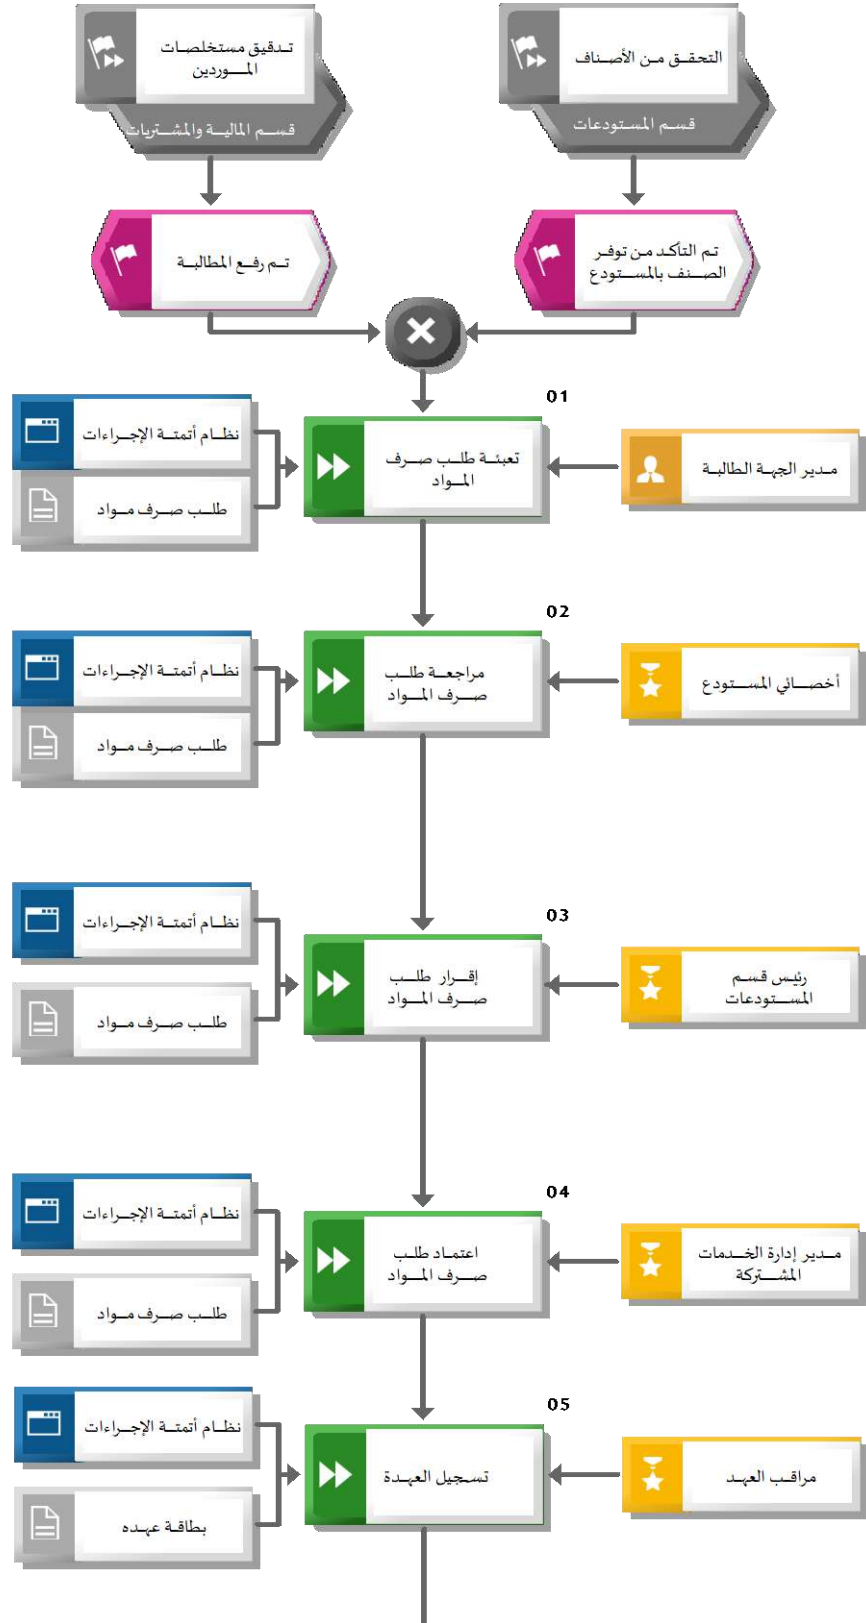 التحقق من الأصناف
قسم المستودعات
تدقيق مستخلصات
الموردين
قسم المالية والمشتريات
تم التأكد من توفر
الصنف بالمستودع
تم رفع المطالبة
01
مدير الجهة الطالبة
تعبئة طلب صرف
المواد
نظام أتمتة الإجراءات
طلب صرف مواد
02
أخصائي المستودع
مراجعة طلب
صرف المواد
نظام أتمتة الإجراءات
طلب صرف مواد
03
رئيس قسم
المستودعات
إقرار طلب
صرف المواد
نظام أتمتة الإجراءات
طلب صرف مواد
04
مدير إدارة الخدمات
المشتركة
اعتماد طلب
صرف المواد
نظام أتمتة الإجراءات
طلب صرف مواد
05
مراقب العهد
تسجيل العهدة
نظام أتمتة الإجراءات
بطاقة عهده